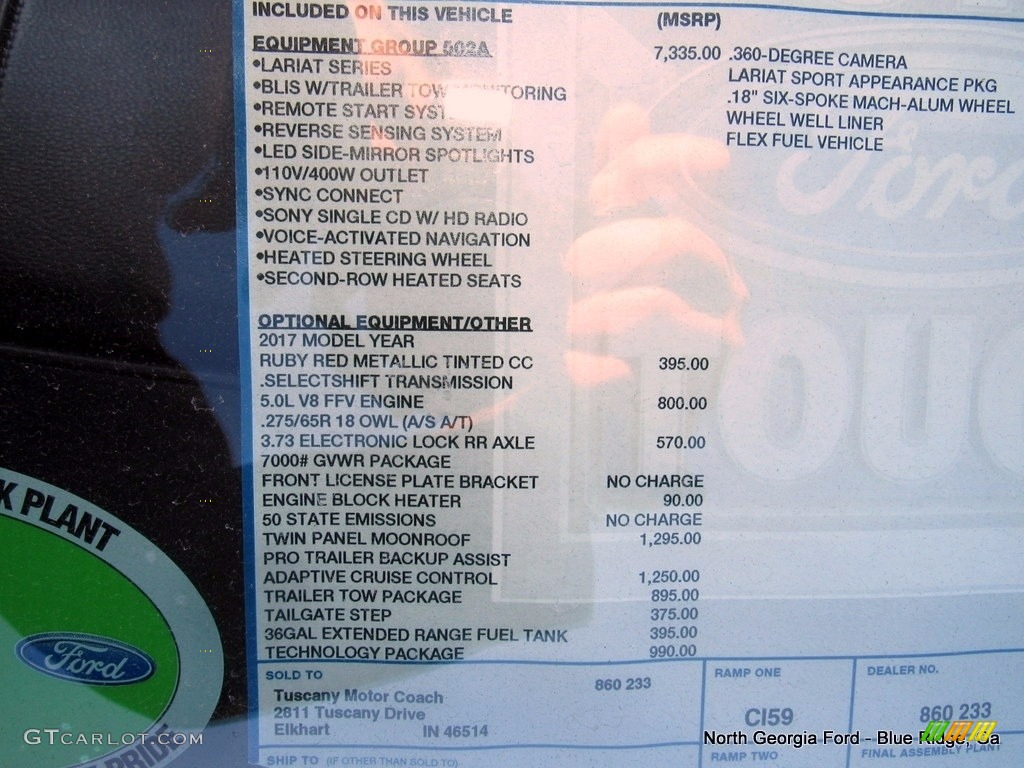 INCLUDED ON THIS VEHICLE
(MSRP)
EQUIPMENT GROUP 502A
7,335.00
•LARIAT SERIES
•BLIS W/TRAILER TOW MONITORING
•REMOTE START
•REVERSE SENSING SYSTEM
•LED SIDE-MIRROR SPOTLIGHTS
•110V/400W OUTLET
•SYNC CONNECT
•SONY SINGLE CD W/ HD RADIO
•VOICE-ACTIVATED NAVIGATION
•HEATED STEERING WHEEL
•SECOND-ROW HEATED SEATS
.360-DEGREE CAMERA
LARIAT SPORT APPEARANCE PKG
.18" SIX-SPOKE MACH-ALUM WHEEL
WHEEL WELL LINER
FLEX FUEL VEHICLE
Ford
OPTIONAL EQUIPMENT/OTHER
2017 MODEL YEAR
RUBY RED METALLIC TINTED CC 395.00
.SELECTSHIFT TRANSMISSION
5.0L V8 FFV ENGINE 800.00
.275/65R 18 OWL (A/S A/T)
3.73 ELECTRONIC LOCK RR AXLE 570.00
7000# GVWR PACKAGE
FRONT LICENSE PLATE BRACKET NO CHARGE
ENGINE BLOCK HEATER 90.00
50 STATE EMISSIONS NO CHARGE
TWIN PANEL MOONROOF 1,295.00
PRO TRAILER BACKUP ASSIST
ADAPTIVE CRUISE CONTROL 1,250.00
TRAILER TOW PACKAGE 895.00
TAILGATE STEP 375.00
36GAL EXTENDED RANGE FUEL TANK 395.00
TECHNOLOGY PACKAGE 990.00
SOLD TO
860 233
Tuscany Motor Coach
2811 Tuscany Drive
Elkhart IN 46514
SHIP TO (IF OTHER THAN SOLD TO)
RAMP ONE
CI59
RAMP TWO
DEALER NO.
860 233
FINAL ASSEMBLY PLANT
K PLANT
Ford
PRIDE
GTCARLOT.COM
North Georgia Ford - Blue Ridge, Ga